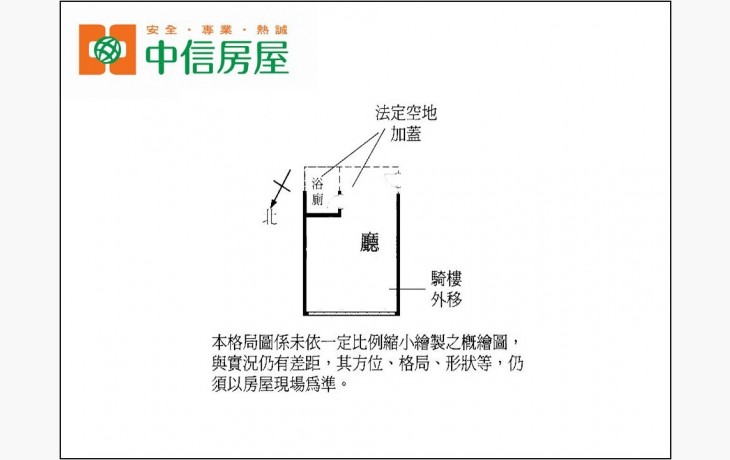 安全·專業·熱誠
中信房屋
法定空地
加蓋
浴
廁
北
廳
騎樓
外移
本格局圖係未依一定比例縮小繪製之概繪圖，
與實況仍有差距，其方位、格局、形狀等，仍
須以房屋現場為準。